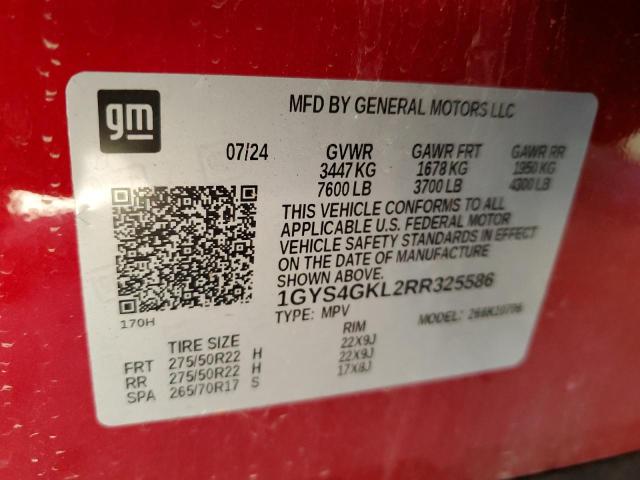 gm
MFD BY GENERAL MOTORS LLC
07/24 GVWR GAWR FRT GAWR RR
3447 KG 1678 KG 1950 KG
7600 LB 3700 LB 4300 LB
THIS VEHICLE CONFORMS TO ALL
APPLICABLE U.S. FEDERAL MOTOR
VEHICLE SAFETY STANDARDS IN EFFECT
ON THE DATE OF MANUFACTURE
SHOWN ABOVE.
1GYS4GKL2RR325586
170H TYPE: MPV MODEL:
TIRE SIZE RIM
FRT 275/50R22 H 22X9J
RR 275/50R22 H 22X9J
SPA 265/70R17 S 17X8J